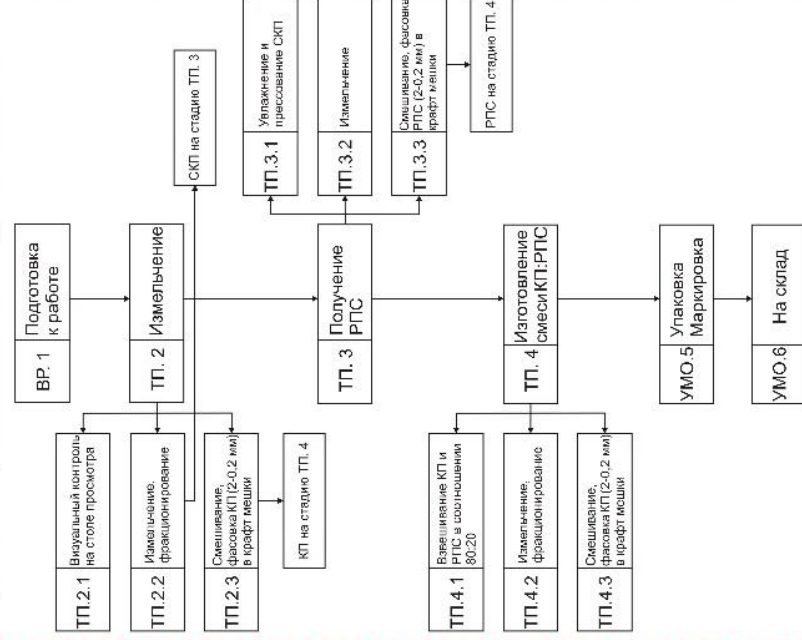 ВР. 1
Подготовка
к работе
ТП. 2
Измельчение
СКП на стадию ТП. 3
ТП.2.1
Визуальный контроль
на столе просмотра
ТП.2.2
Измельчение,
фракционирование
ТП.2.3
Смешивание,
фасовка КП (2-0,2 мм)
в крафт мешки
КП на стадию ТП. 4
ТП. 3
Получение
РПС
ТП.3.1
Увлажнение и
прессование СКП
ТП.3.2
Измельчение
ТП.3.3
Смешивание, фасовка
РПС (2-0,2 мм) в
крафт мешки
РПС на стадию ТП. 4
ТП. 4
Изготовление
смеси КП:РПС
ТП.4.1
Взвешивание КП и
РПС в соотношении
80:20
ТП.4.2
Измельчение,
фракционирование
ТП.4.3
Смешивание,
фасовка КП (2-0,2 мм)
в крафт мешки
УМО.5
Упаковка
Маркировка
УМО.6
На склад